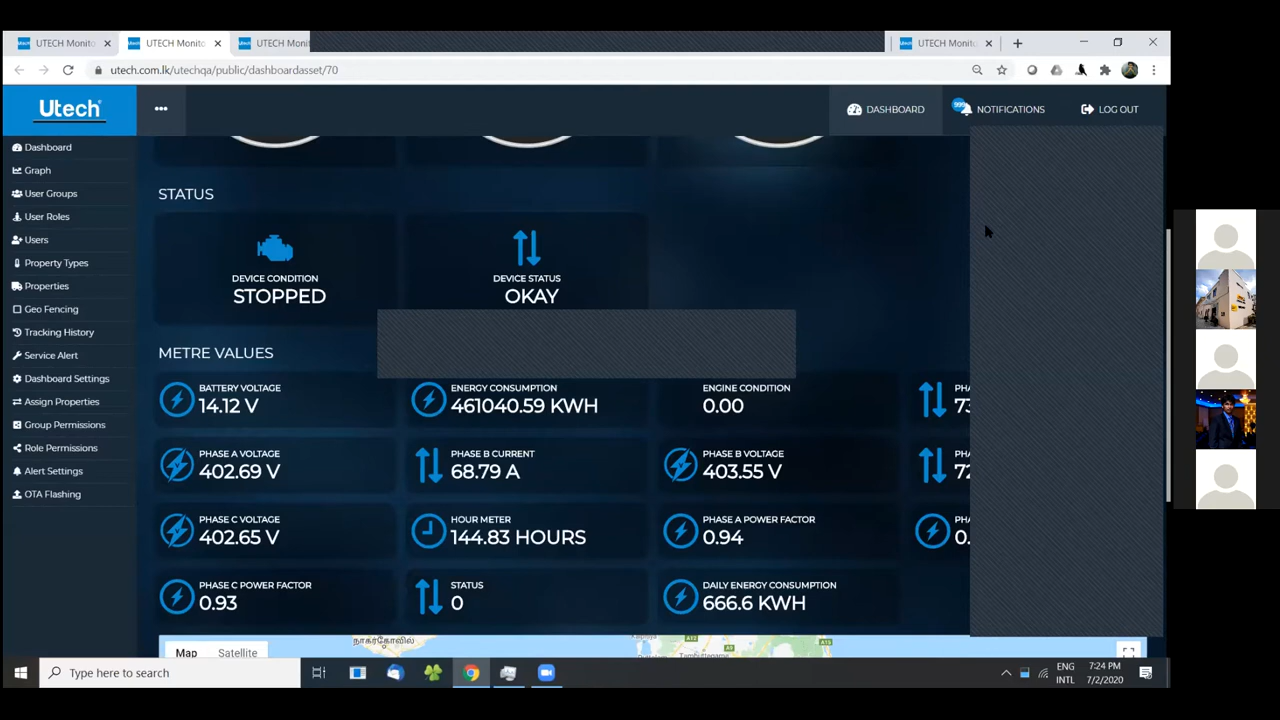 UTECH Monito
UTECH Monito
UTECH Monit
UTECH Monito
utech.com.lk/utechqa/public/dashboardasset/70
Utech
DASHBOARD
999
NOTIFICATIONS
LOG OUT
Dashboard
Graph
User Groups
User Roles
Users
Property Types
Properties
Geo Fencing
Tracking History
Service Alert
Dashboard Settings
Assign Properties
Group Permissions
Role Permissions
Alert Settings
OTA Flashing
STATUS
DEVICE CONDITION
STOPPED
DEVICE STATUS
OKAY
METRE VALUES
BATTERY VOLTAGE
14.12 V
ENERGY CONSUMPTION
461040.59 KWH
ENGINE CONDITION
0.00
PHASE A VOLTAGE
402.69 V
PHASE B CURRENT
68.79 A
PHASE B VOLTAGE
403.55 V
PHASE C VOLTAGE
402.65 V
HOUR METER
144.83 HOURS
PHASE A POWER FACTOR
0.94
PHASE C POWER FACTOR
0.93
STATUS
0
DAILY ENERGY CONSUMPTION
666.6 KWH
Map
Satellite
நாகர்கோவில்
Type here to search
ENG
INTL
7:24 PM
7/2/2020